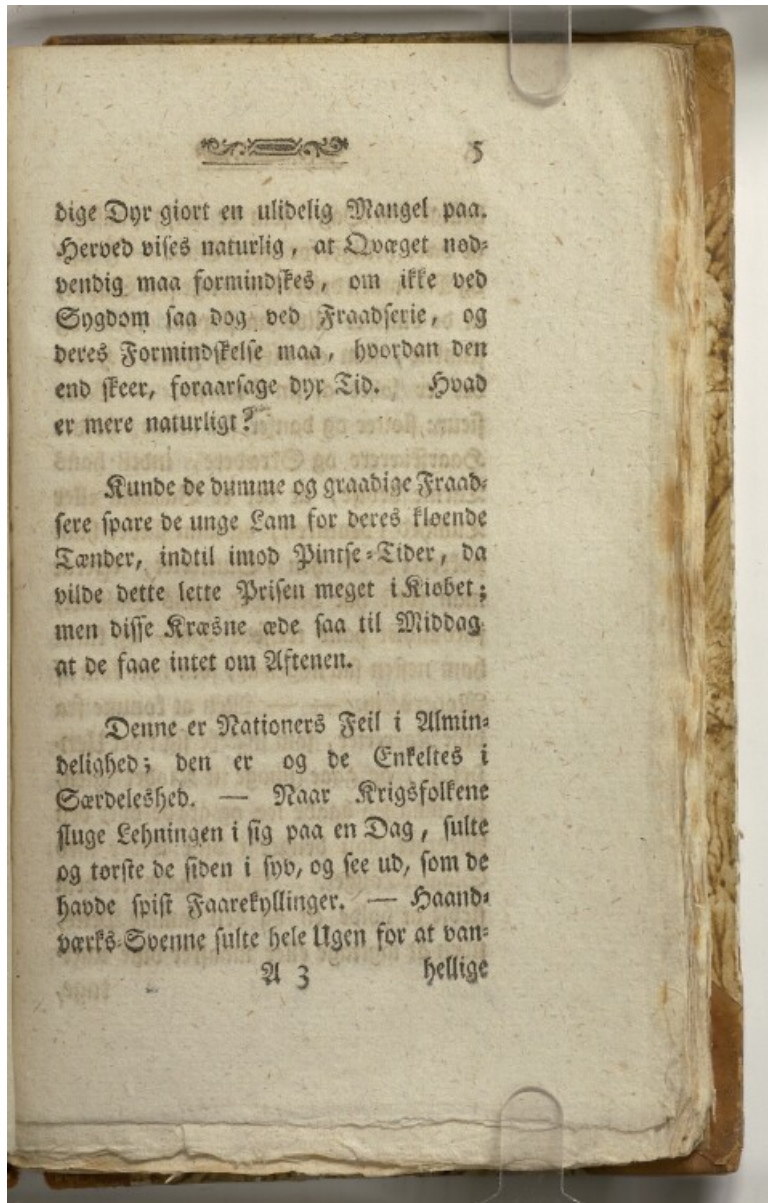 5
dige Dyr giort en ulidelig Mangel paa.
Herved vises naturlig, at Qvæget nød-
vendig maa formindskes, om ikke ved
Sygdom saa dog ved Fraadserie, og
deres Formindskelse maa, hvordan den
end skeer, foraarsage dyr Tid. Hvad
er mere naturligt?
Kunde de dumme og graadige Fraad-
sere spare de unge Lam for deres kløende
Tænder, indtil imod Pintse-Tider, da
vilde dette lette Prisen meget i Kiøbet;
men disse Kræsne æde saa til Middag
at de faae intet om Aftenen.
Denne er Nationers Feil i Almin-
delighed; den er og de Enkeltes i
Særdeleshed. — Naar Krigsfolkene
sluge Lehningen i sig paa en Dag, sulte
og tørste de siden i syv, og see ud, som de
havde spist Faarekyllinger. — Haand-
værks-Svenne sulte hele Ugen for at van-
A 3 hellige